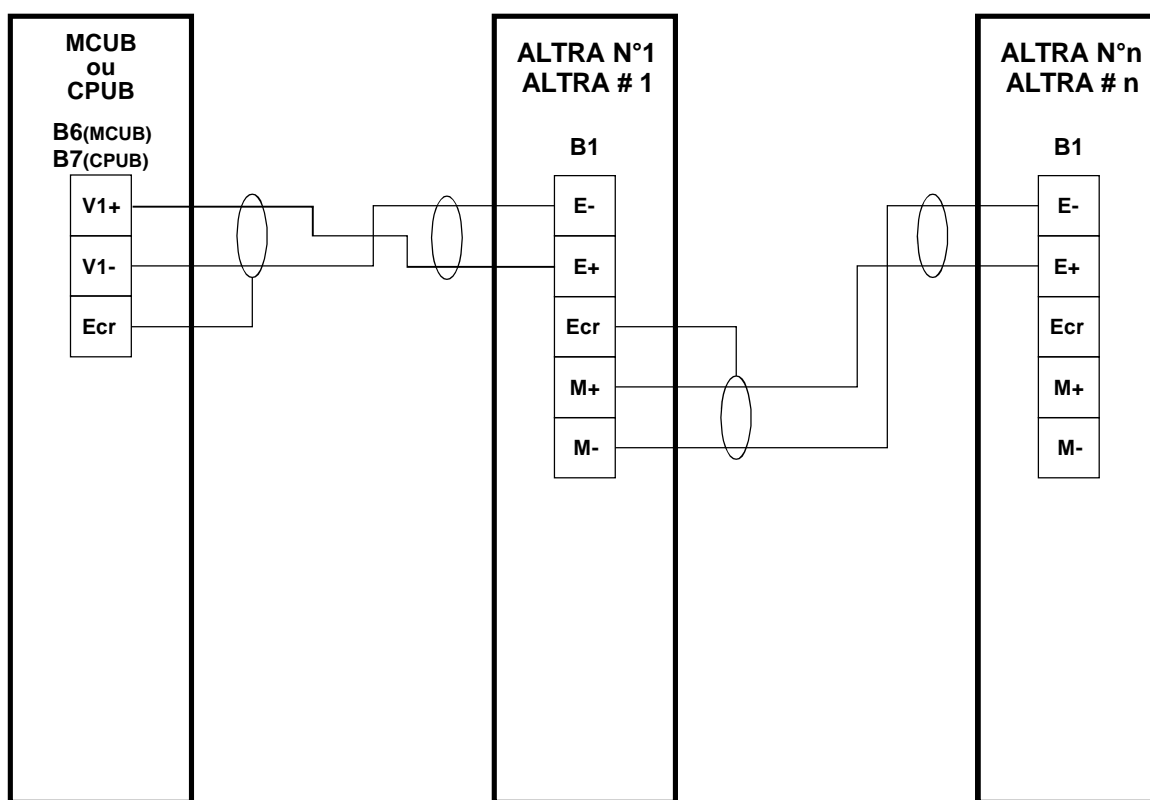 MCUB
ou
CPUB
B6(MCUB)
B7(CPUB)
V1+
V1-
Ecr
ALTRA N°1
ALTRA # 1
B1
E-
E+
Ecr
M+
M-
ALTRA N°n
ALTRA # n
B1
E-
E+
Ecr
M+
M-